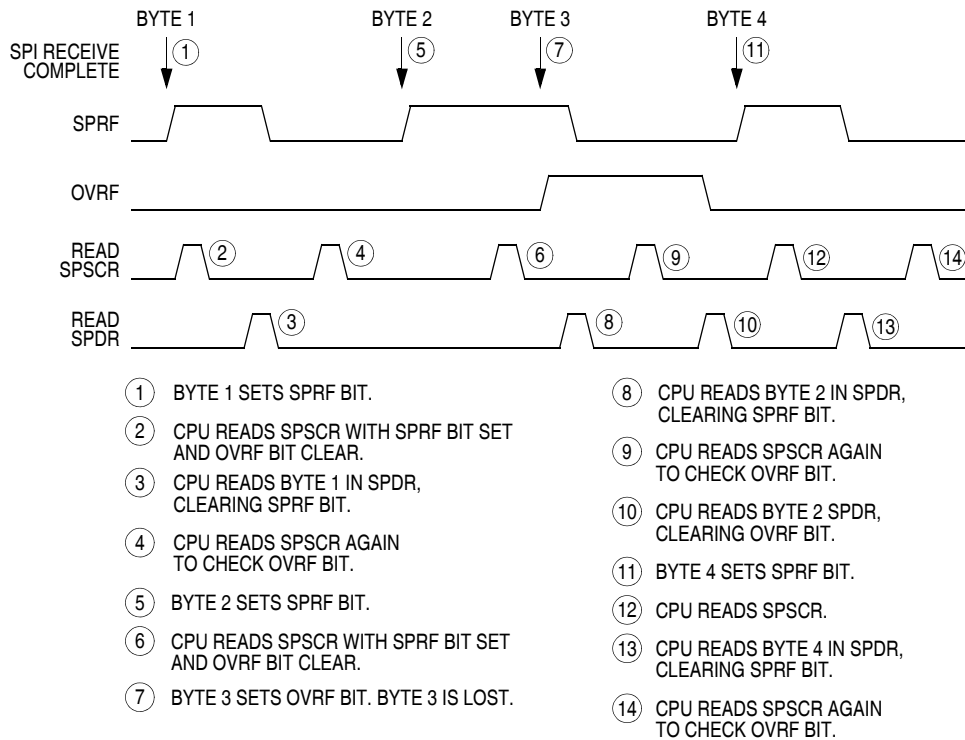 BYTE 1 BYTE 2 BYTE 3 BYTE 4
SPI RECEIVE
COMPLETE
1 5 7 11
SPRF
OVRF
READ
SPSCR
2 4 6 9 12 14
READ
SPDR
3 8 10 13
1 BYTE 1 SETS SPRF BIT.
2 CPU READS SPSCR WITH SPRF BIT SET
AND OVRF BIT CLEAR.
3 CPU READS BYTE 1 IN SPDR,
CLEARING SPRF BIT.
4 CPU READS SPSCR AGAIN
TO CHECK OVRF BIT.
5 BYTE 2 SETS SPRF BIT.
6 CPU READS SPSCR WITH SPRF BIT SET
AND OVRF BIT CLEAR.
7 BYTE 3 SETS OVRF BIT. BYTE 3 IS LOST.
8 CPU READS BYTE 2 IN SPDR,
CLEARING SPRF BIT.
9 CPU READS SPSCR AGAIN
TO CHECK OVRF BIT.
10 CPU READS BYTE 2 SPDR,
CLEARING OVRF BIT.
11 BYTE 4 SETS SPRF BIT.
12 CPU READS SPSCR.
13 CPU READS BYTE 4 IN SPDR,
CLEARING SPRF BIT.
14 CPU READS SPSCR AGAIN
TO CHECK OVRF BIT.